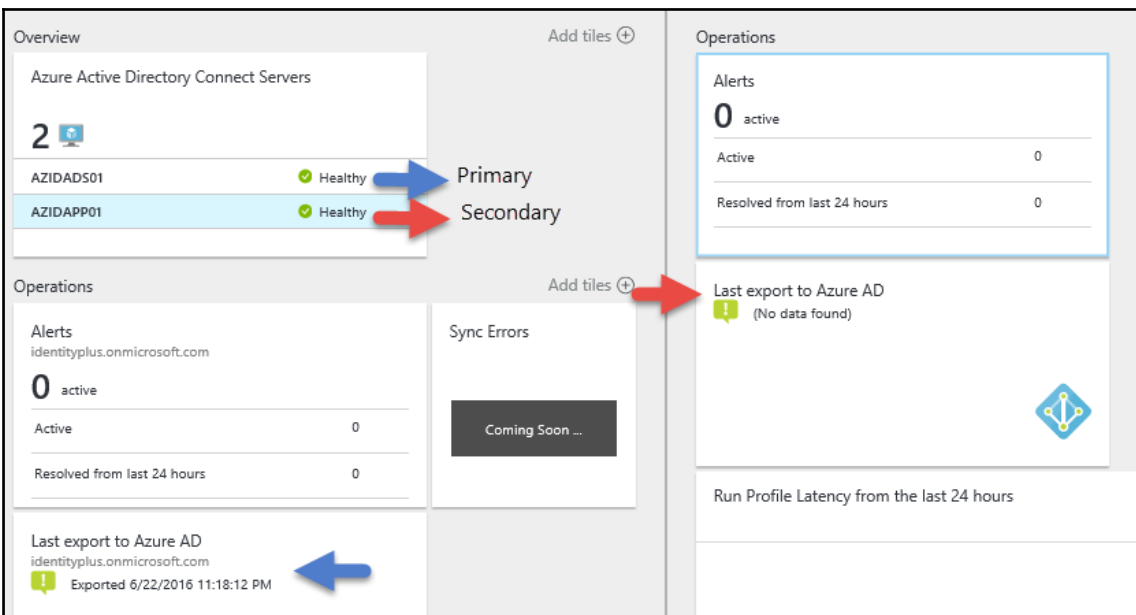 Overview
Add tiles
Azure Active Directory Connect Servers
2
AZIDADS01 Healthy Primary
AZIDAPP01 Healthy Secondary
Operations
Add tiles
Alerts
identityplus.onmicrosoft.com
0 active
Active 0
Resolved from last 24 hours 0
Sync Errors
Coming Soon ...
Last export to Azure AD
identityplus.onmicrosoft.com
Exported 6/22/2016 11:18:12 PM
Operations
Alerts
0 active
Active 0
Resolved from last 24 hours 0
Last export to Azure AD
(No data found)
Run Profile Latency from the last 24 hours